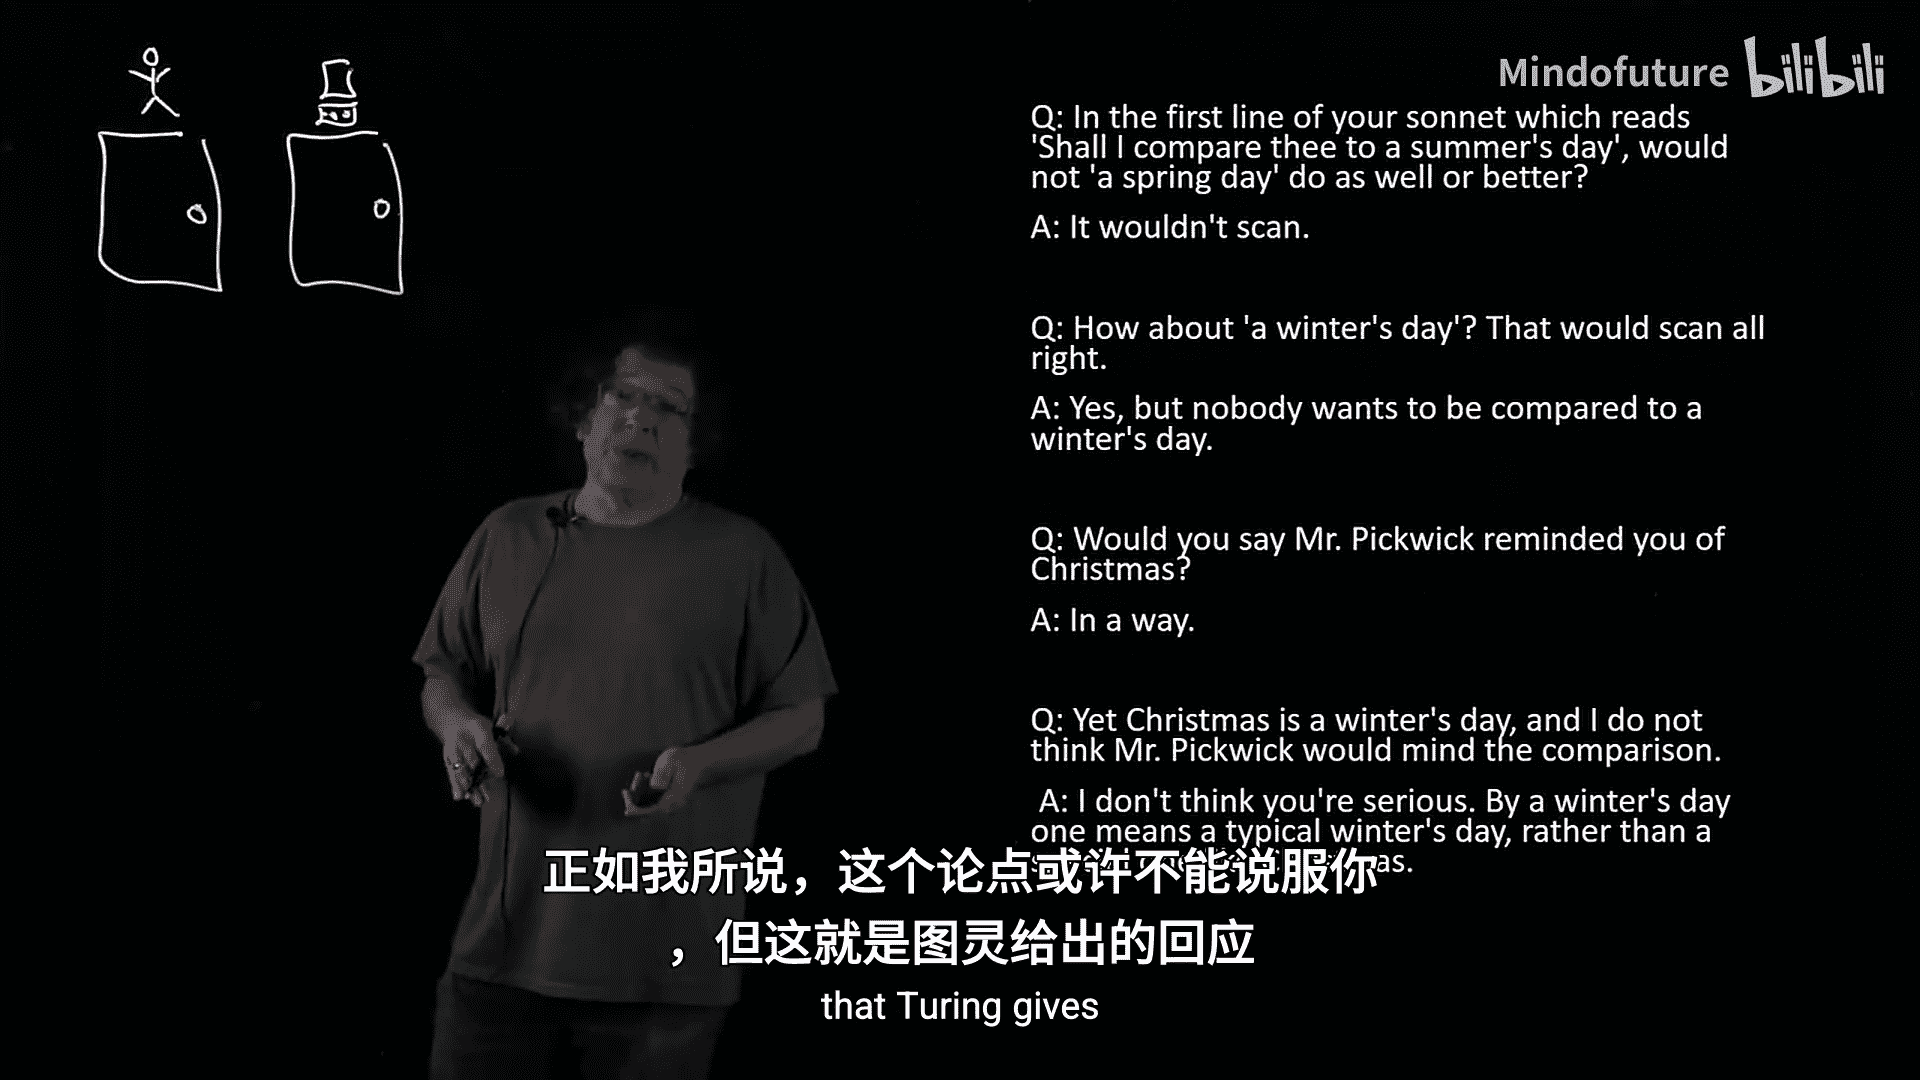 Mindofuture bilibili
Q: In the first line of your sonnet which reads
'Shall I compare thee to a summer's day', would
not 'a spring day' do as well or better?
A: It wouldn't scan.
Q: How about 'a winter's day'? That would scan all
right.
A: Yes, but nobody wants to be compared to a
winter's day.
Q: Would you say Mr. Pickwick reminded you of
Christmas?
A: In a way.
Q: Yet Christmas is a winter's day, and I do not
think Mr. Pickwick would mind the comparison.
A: I don't think you're serious. By a winter's day
one means a typical winter's day, rather than a
as.
正如我所说，这个论点或许不能说服你
，但这就是图灵给出的回应
that Turing gives